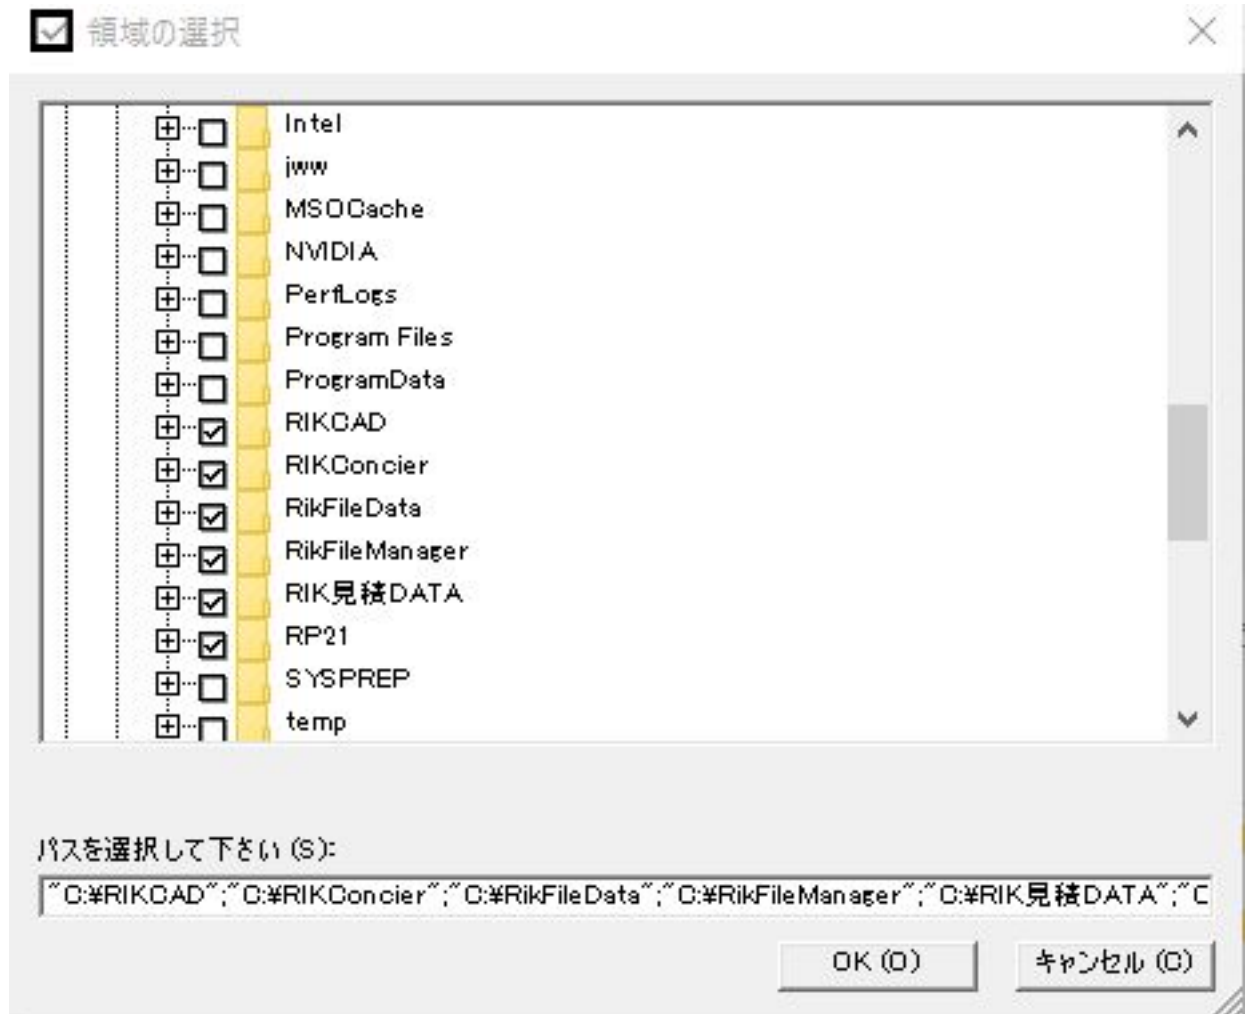 領域の選択
Intel
jww
MSOCache
NVIDIA
PerfLogs
Program Files
ProgramData
RIKCAD
RIKConcier
RikFileData
RikFileManager
RIK見積DATA
RP21
SYSPREP
temp
パスを選択して下さい(S):
"C:¥RIKCAD";"C:¥RIKConcier";"C:¥RikFileData";"C:¥RikFileManager";"C:¥RIK見積DATA";"C
OK(O)
キャンセル(C)